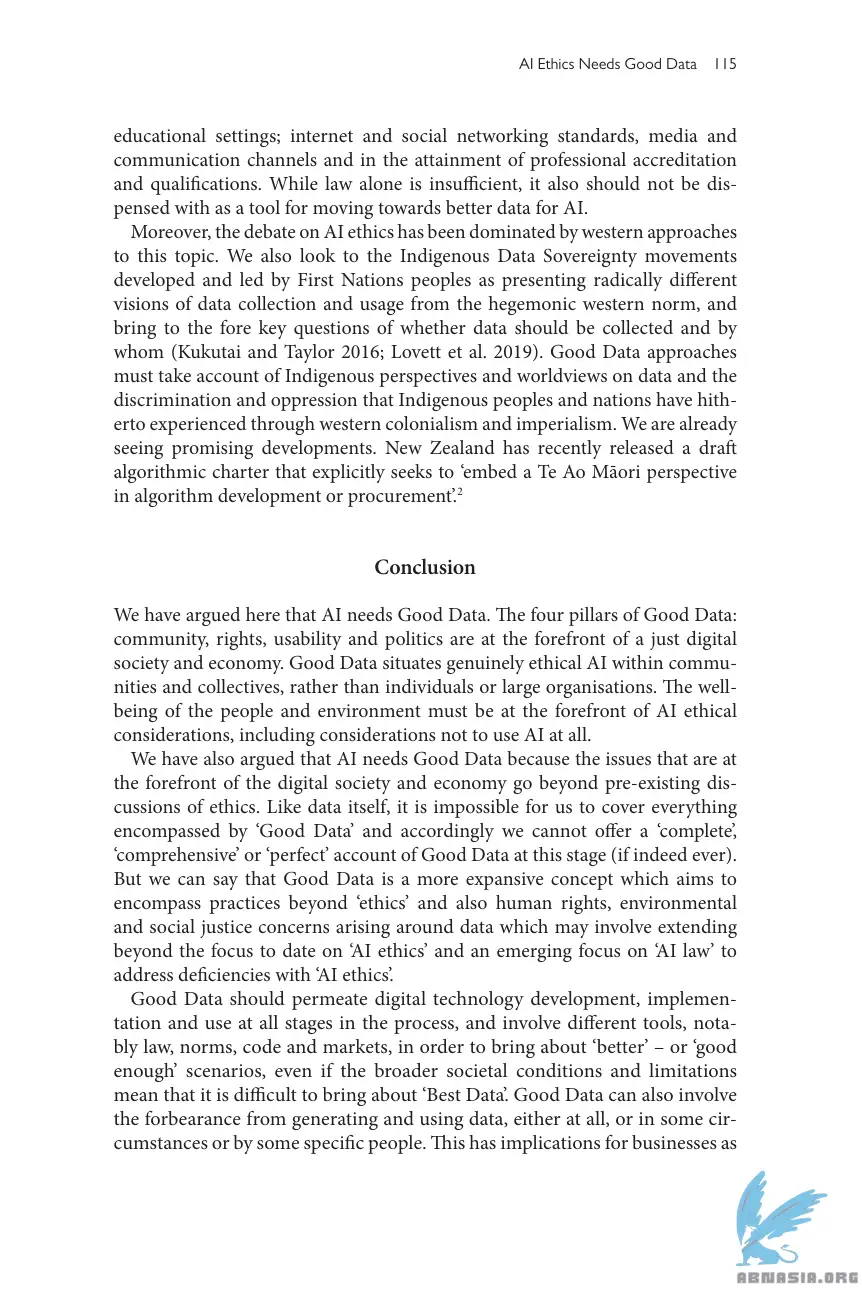 AI Ethics Needs Good Data 115
educational settings; internet and social networking standards, media and
communication channels and in the attainment of professional accreditation
and qualifications. While law alone is insufficient, it also should not be dis-
pensed with as a tool for moving towards better data for AI.
Moreover, the debate on AI ethics has been dominated by western approaches
to this topic. We also look to the Indigenous Data Sovereignty movements
developed and led by First Nations peoples as presenting radically different
visions of data collection and usage from the hegemonic western norm, and
bring to the fore key questions of whether data should be collected and by
whom (Kukutai and Taylor 2016; Lovett et al. 2019). Good Data approaches
must take account of Indigenous perspectives and worldviews on data and the
discrimination and oppression that Indigenous peoples and nations have hith-
erto experienced through western colonialism and imperialism. We are already
seeing promising developments. New Zealand has recently released a draft
algorithmic charter that explicitly seeks to ‘embed a Te Ao Māori perspective
in algorithm development or procurement’.²
Conclusion
We have argued here that AI needs Good Data. The four pillars of Good Data:
community, rights, usability and politics are at the forefront of a just digital
society and economy. Good Data situates genuinely ethical AI within commu-
nities and collectives, rather than individuals or large organisations. The well-
being of the people and environment must be at the forefront of AI ethical
considerations, including considerations not to use AI at all.
We have also argued that AI needs Good Data because the issues that are at
the forefront of the digital society and economy go beyond pre-existing dis-
cussions of ethics. Like data itself, it is impossible for us to cover everything
encompassed by ‘Good Data’ and accordingly we cannot offer a ‘complete’,
‘comprehensive’ or ‘perfect’ account of Good Data at this stage (if indeed ever).
But we can say that Good Data is a more expansive concept which aims to
encompass practices beyond ‘ethics’ and also human rights, environmental
and social justice concerns arising around data which may involve extending
beyond the focus to date on ‘AI ethics’ and an emerging focus on ‘AI law’ to
address deficiencies with ‘AI ethics’.
Good Data should permeate digital technology development, implemen-
tation and use at all stages in the process, and involve different tools, nota-
bly law, norms, code and markets, in order to bring about ‘better’ – or ‘good
enough’ scenarios, even if the broader societal conditions and limitations
mean that it is difficult to bring about ‘Best Data’. Good Data can also involve
the forbearance from generating and using data, either at all, or in some cir-
cumstances or by some specific people. This has implications for businesses as
ABNASIA.ORG